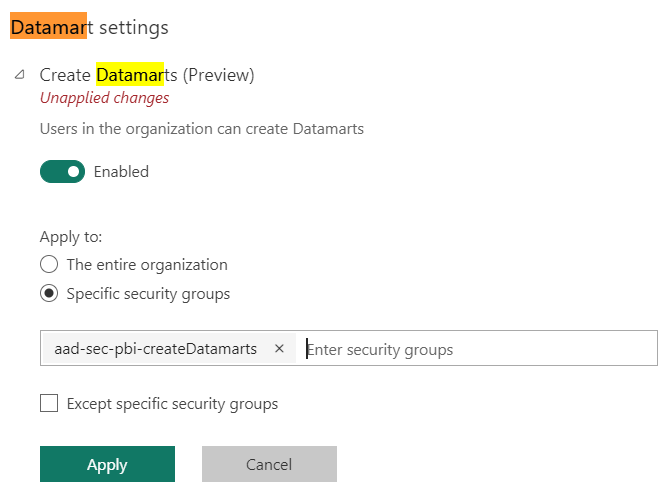 Datamart settings
Create Datamarts (Preview)
Unapplied changes
Users in the organization can create Datamarts
Enabled
Apply to:
The entire organization
Specific security groups
aad-sec-pbi-createDatamarts × Enter security groups
Except specific security groups
Apply Cancel